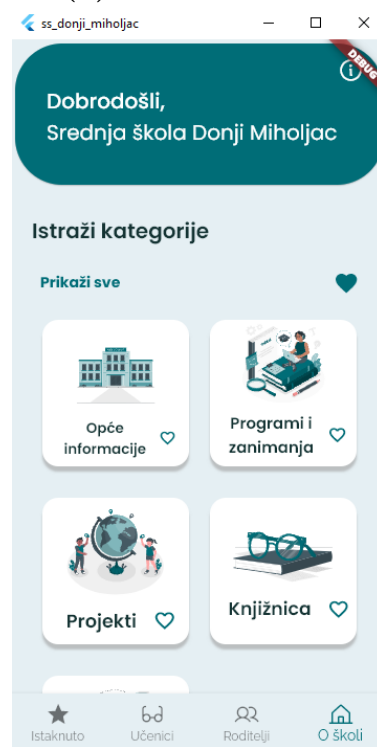 ss_donji_miholjac
DEBUG
Dobrodošli,
Srednja škola Donji Miholjac
Istraži kategorije
Prikaži sve
Opće
informacije
Programi i
zanimanja
Projekti
Knjižnica
Istaknuto
Učenici
Roditelji
O školi